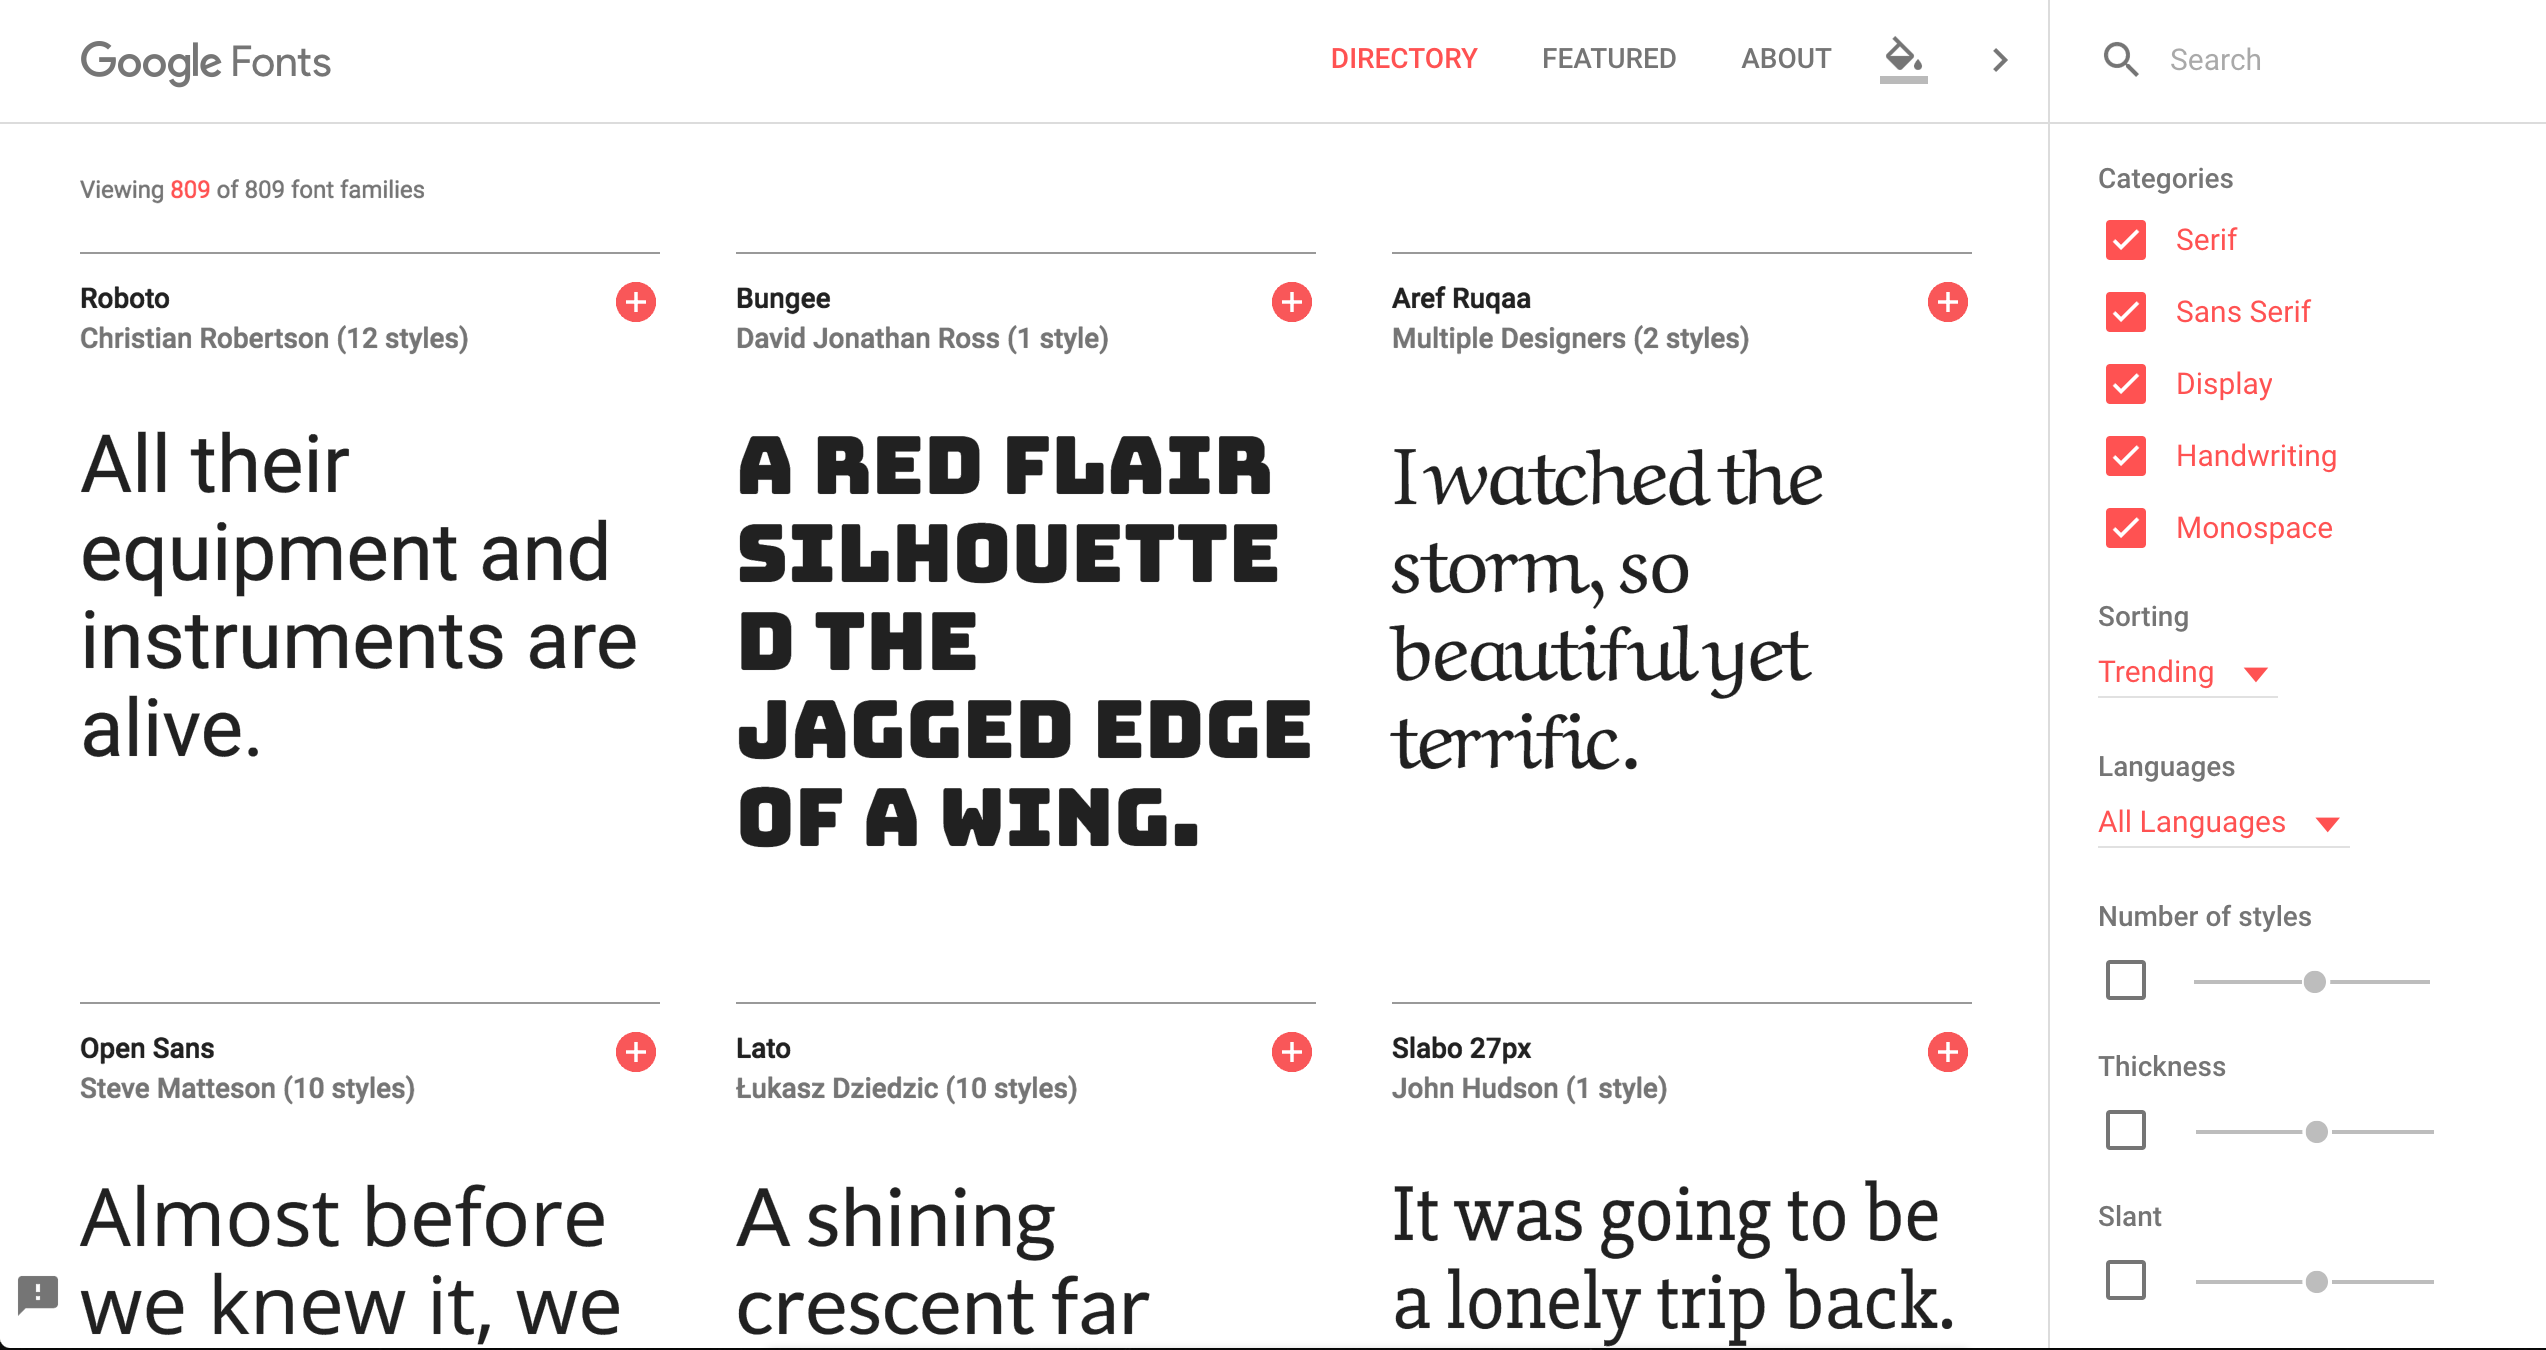 Google Fonts
DIRECTORY
FEATURED
ABOUT
Search
Viewing 809 of 809 font families
Roboto
Christian Robertson (12 styles)
All their
equipment and
instruments are
alive.
Bungee
David Jonathan Ross (1 style)
A RED FLAIR
SILHOUETTE
D THE
JAGGED EDGE
OF A WING.
Aref Ruqaa
Multiple Designers (2 styles)
I watched the
storm, so
beautiful yet
terrific.
Open Sans
Steve Matteson (10 styles)
Almost before
we knew it, we
Lato
Łukasz Dziedzic (10 styles)
A shining
crescent far
Slabo 27px
John Hudson (1 style)
It was going to be
a lonely trip back.
Categories
Serif
Sans Serif
Display
Handwriting
Monospace
Sorting
Trending
Languages
All Languages
Number of styles
Thickness
Slant